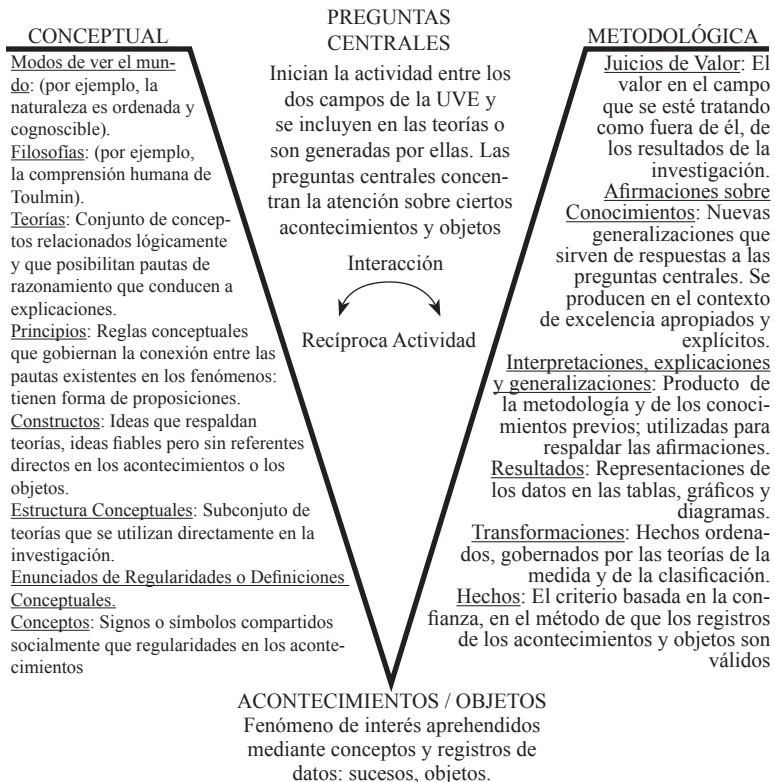 CONCEPTUAL
Modos de ver el mun-
do: (por ejemplo, la
naturaleza es ordenada y
cognoscible).
Filosofías: (por ejemplo,
la comprensión humana de
Toulmin).
Teorías: Conjunto de concep-
tos relacionados lógicamente
y que posibilitan pautas de
razonamiento que conducen a
explicaciones.
Principios: Reglas conceptuales
que gobiernan la conexión entre las
pautas existentes en los fenómenos:
tienen forma de proposiciones.
Constructos: Ideas que respaldan
teorías, ideas fiables pero sin referentes
directos en los acontecimientos o los
objetos.
Estructura Conceptuales: Subconjunto de
teorías que se utilizan directamente en la
investigación.
Enunciados de Regularidades o Definiciones
Conceptuales.
Conceptos: Signos o símbolos compartidos
socialmente que regularidades en los aconte-
cimientos
PREGUNTAS
CENTRALES
Inician la actividad entre los
dos campos de la UVE y
se incluyen en las teorías o
son generadas por ellas. Las
preguntas centrales concen-
tran la atención sobre ciertos
acontecimientos y objetos
Interacción
Recíproca Actividad
METODOLÓGICA
Juicios de Valor: El
valor en el campo
que se esté tratando
como fuera de él, de
los resultados de la
investigación.
Afirmaciones sobre
Conocimientos: Nuevas
generalizaciones que
sirven de respuestas a las
preguntas centrales. Se
producen en el contexto
de excelencia apropiados y
explícitos.
Interpretaciones, explicaciones
y generalizaciones: Producto de
la metodología y de los conoci-
mientos previos; utilizadas para
respaldar las afirmaciones.
Resultados: Representaciones de
los datos en las tablas, gráficos y
diagramas.
Transformaciones: Hechos ordena-
dos, gobernados por las teorías de la
medida y de la clasificación.
Hechos: El criterio basada en la con-
fianza, en el método de que los registros
de los acontecimientos y objetos son
válidos
ACONTECIMIENTOS / OBJETOS
Fenómeno de interés aprehendidos
mediante conceptos y registros de
datos: sucesos, objetos.